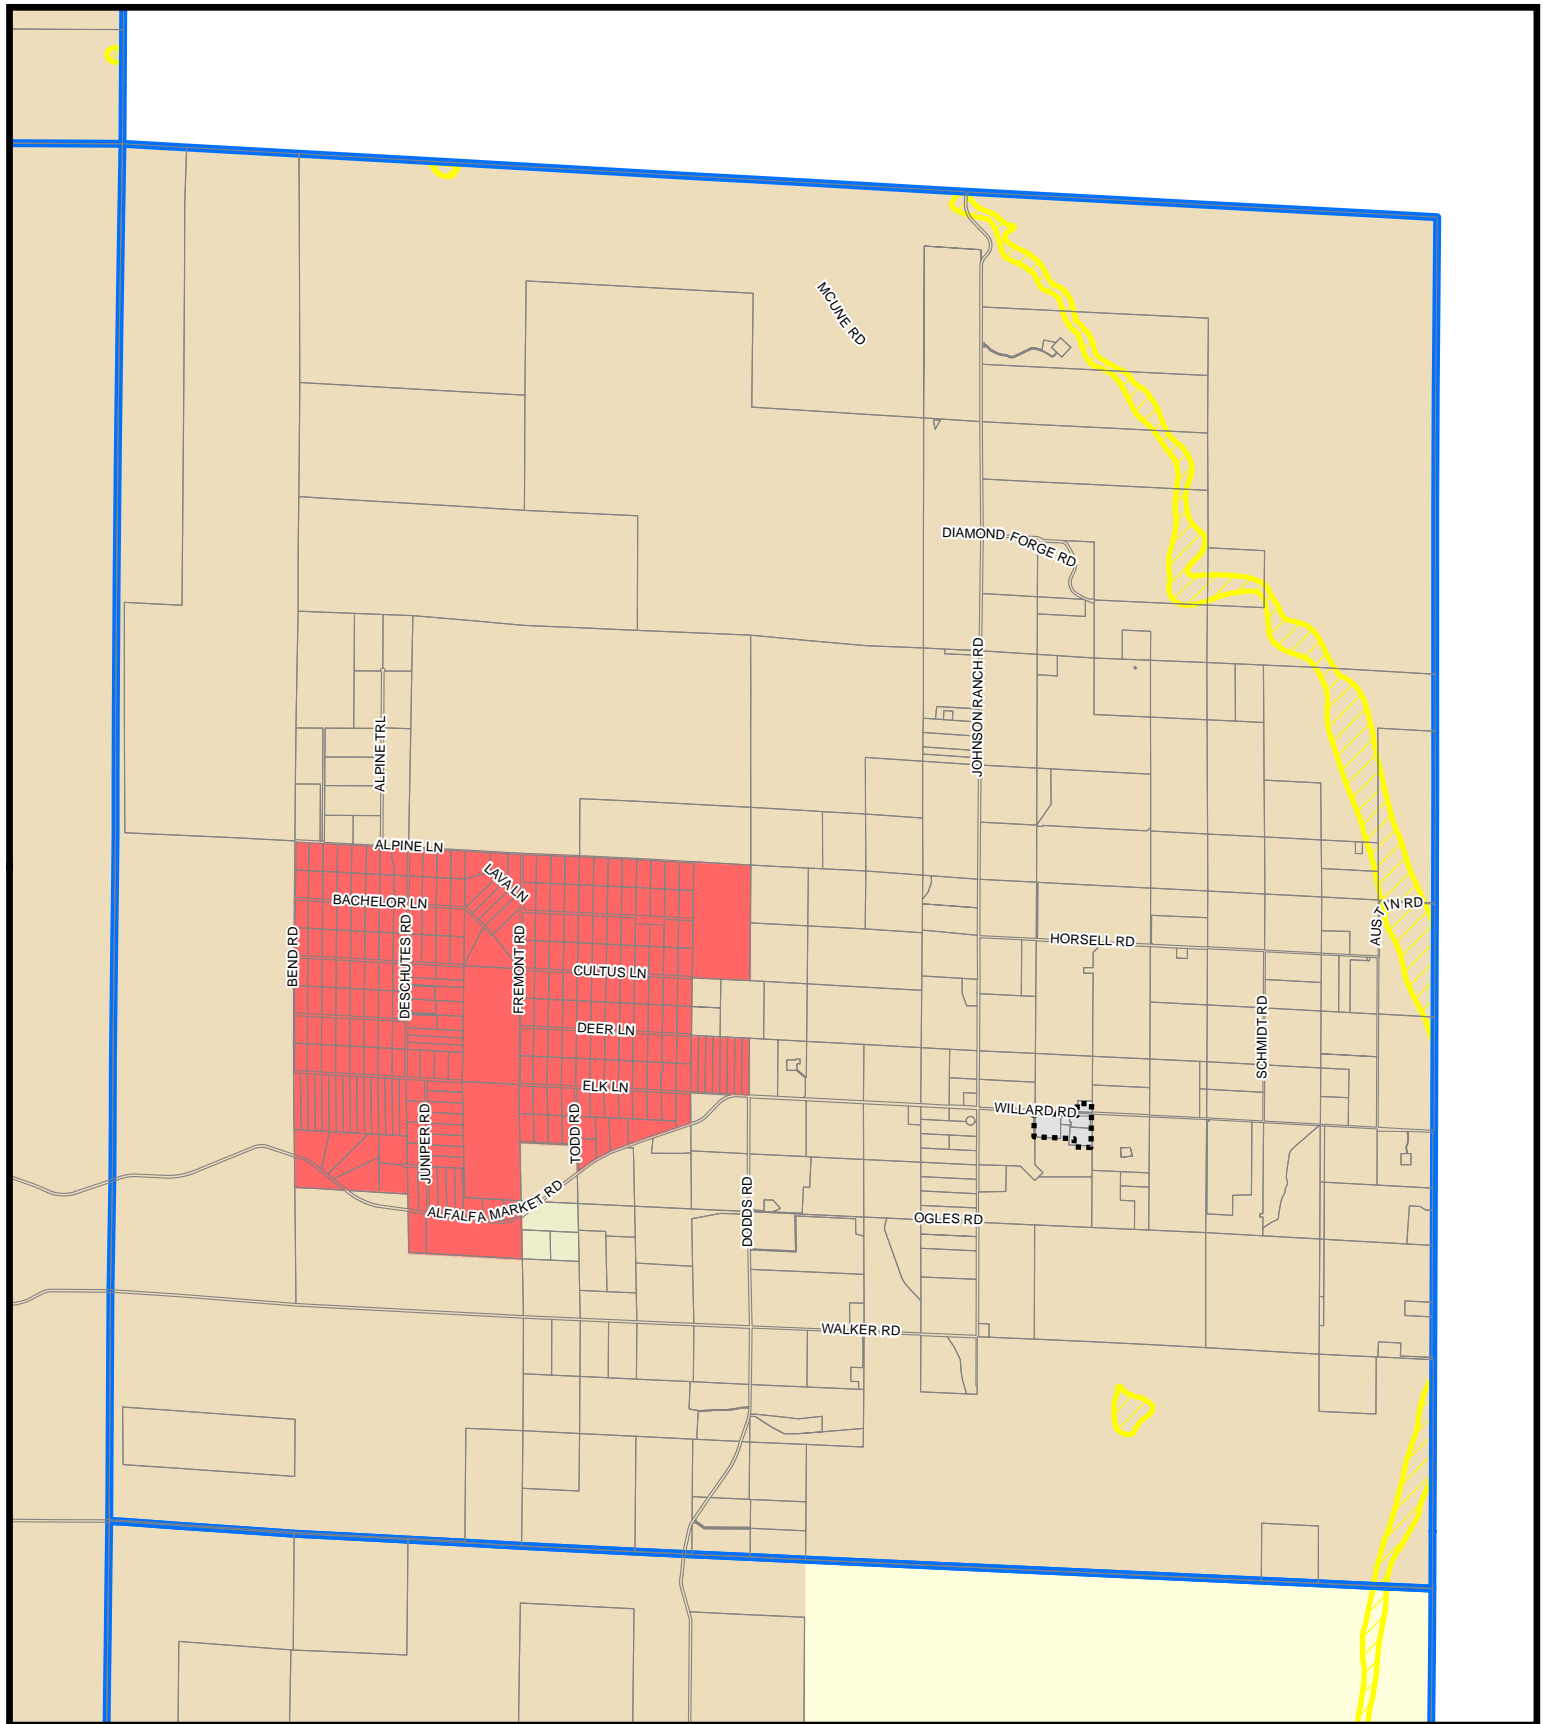 MCUNE RD
DIAMOND FORGE RD
JOHNSON RANCH RD
ALPINE TRL
ALPINE LN
LAVA LN
BACHELOR LN
AUSTIN RD
BEND RD
DESCHUTES RD
FREMONT RD
HORSELL RD
CULTUS LN
DEER LN
SCHMIDT RD
ELK LN
WILLARD RD
JUNIPER RD
TODD RD
DODDS RD
ALFALFA MARKET RD
OGLES RD
WALKER RD